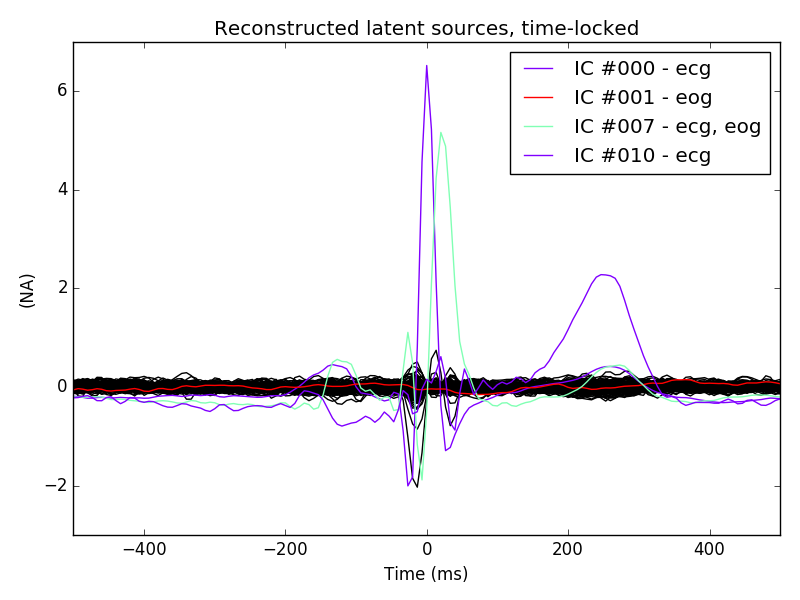 Reconstructed latent sources, time-locked
IC #000 - ecg
IC #001 - eog
IC #007 - ecg, eog
IC #010 - ecg
6
4
2
0
−2
(NA)
−400
−200
0
200
400
Time (ms)